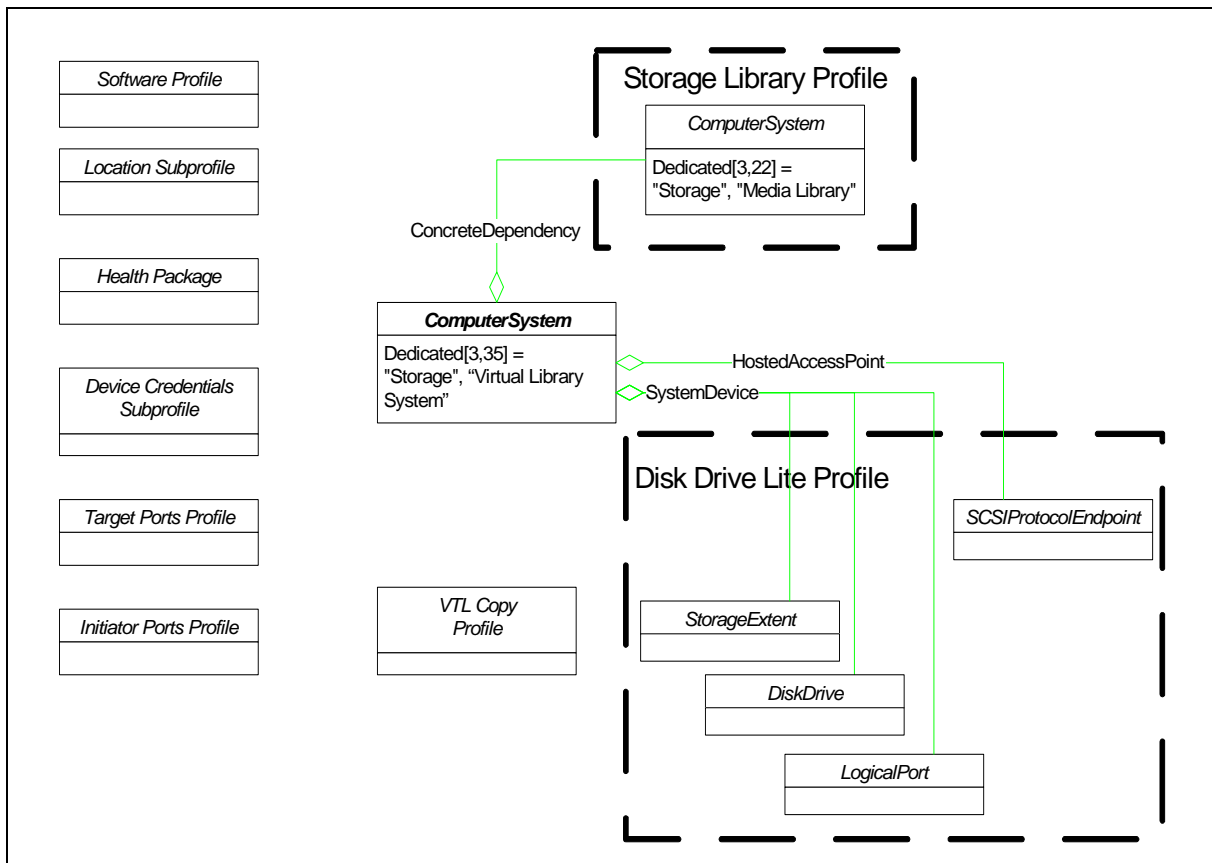 Software Profile
Location Subprofile
Health Package
Device Credentials
Subprofile
Target Ports Profile
Initiator Ports Profile
Storage Library Profile
ComputerSystem
Dedicated[3,22] =
"Storage", "Media Library"
ConcreteDependency
ComputerSystem
Dedicated[3,35] =
"Storage", “Virtual Library
System”
HostedAccessPoint
SystemDevice
Disk Drive Lite Profile
SCSIProtocolEndpoint
VTL Copy
Profile
StorageExtent
DiskDrive
LogicalPort